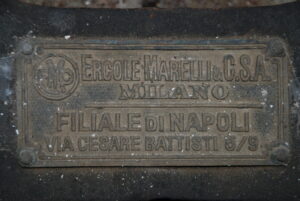 ERCOLE MARELLI & C. S.A.
MILANO
FILIALE DI NAPOLI
VIA CESARE BATTISTI 5/9